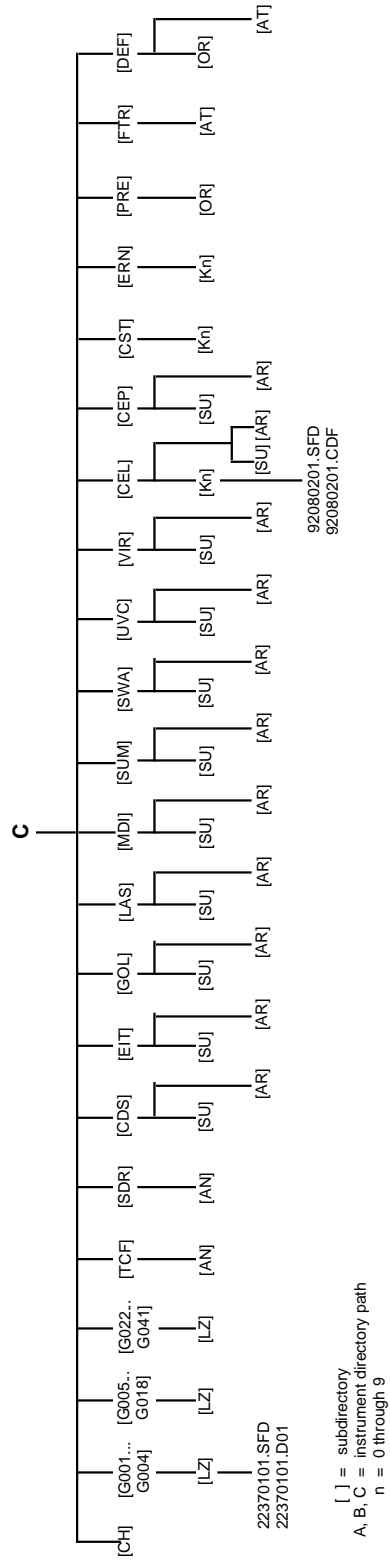 C
[CH] [G001... [G005... [G022... [TCF] [SDR] [CDS] [EIT] [GOL] [LAS] [MDI] [SUM] [SWA] [UVC] [VIR] [CEL] [CEP] [CST] [ERN] [PRE] [FTR] [DEF]
G004] G018] G041]
[LZ] [LZ] [LZ] [AN] [AN] [SU] [SU] [SU] [SU] [SU] [SU] [SU] [SU] [SU] [Kn] [SU] [Kn] [Kn] [OR] [AT] [OR]
[AR] [AR] [AR] [AR] [AR] [AR] [AR] [AR] [AR] [SU] [AR] [AR] [AT]
22370101.SFD
22370101.D01
92080201.SFD
92080201.CDF
[ ] = subdirectory
A, B, C = instrument directory path
n = 0 through 9